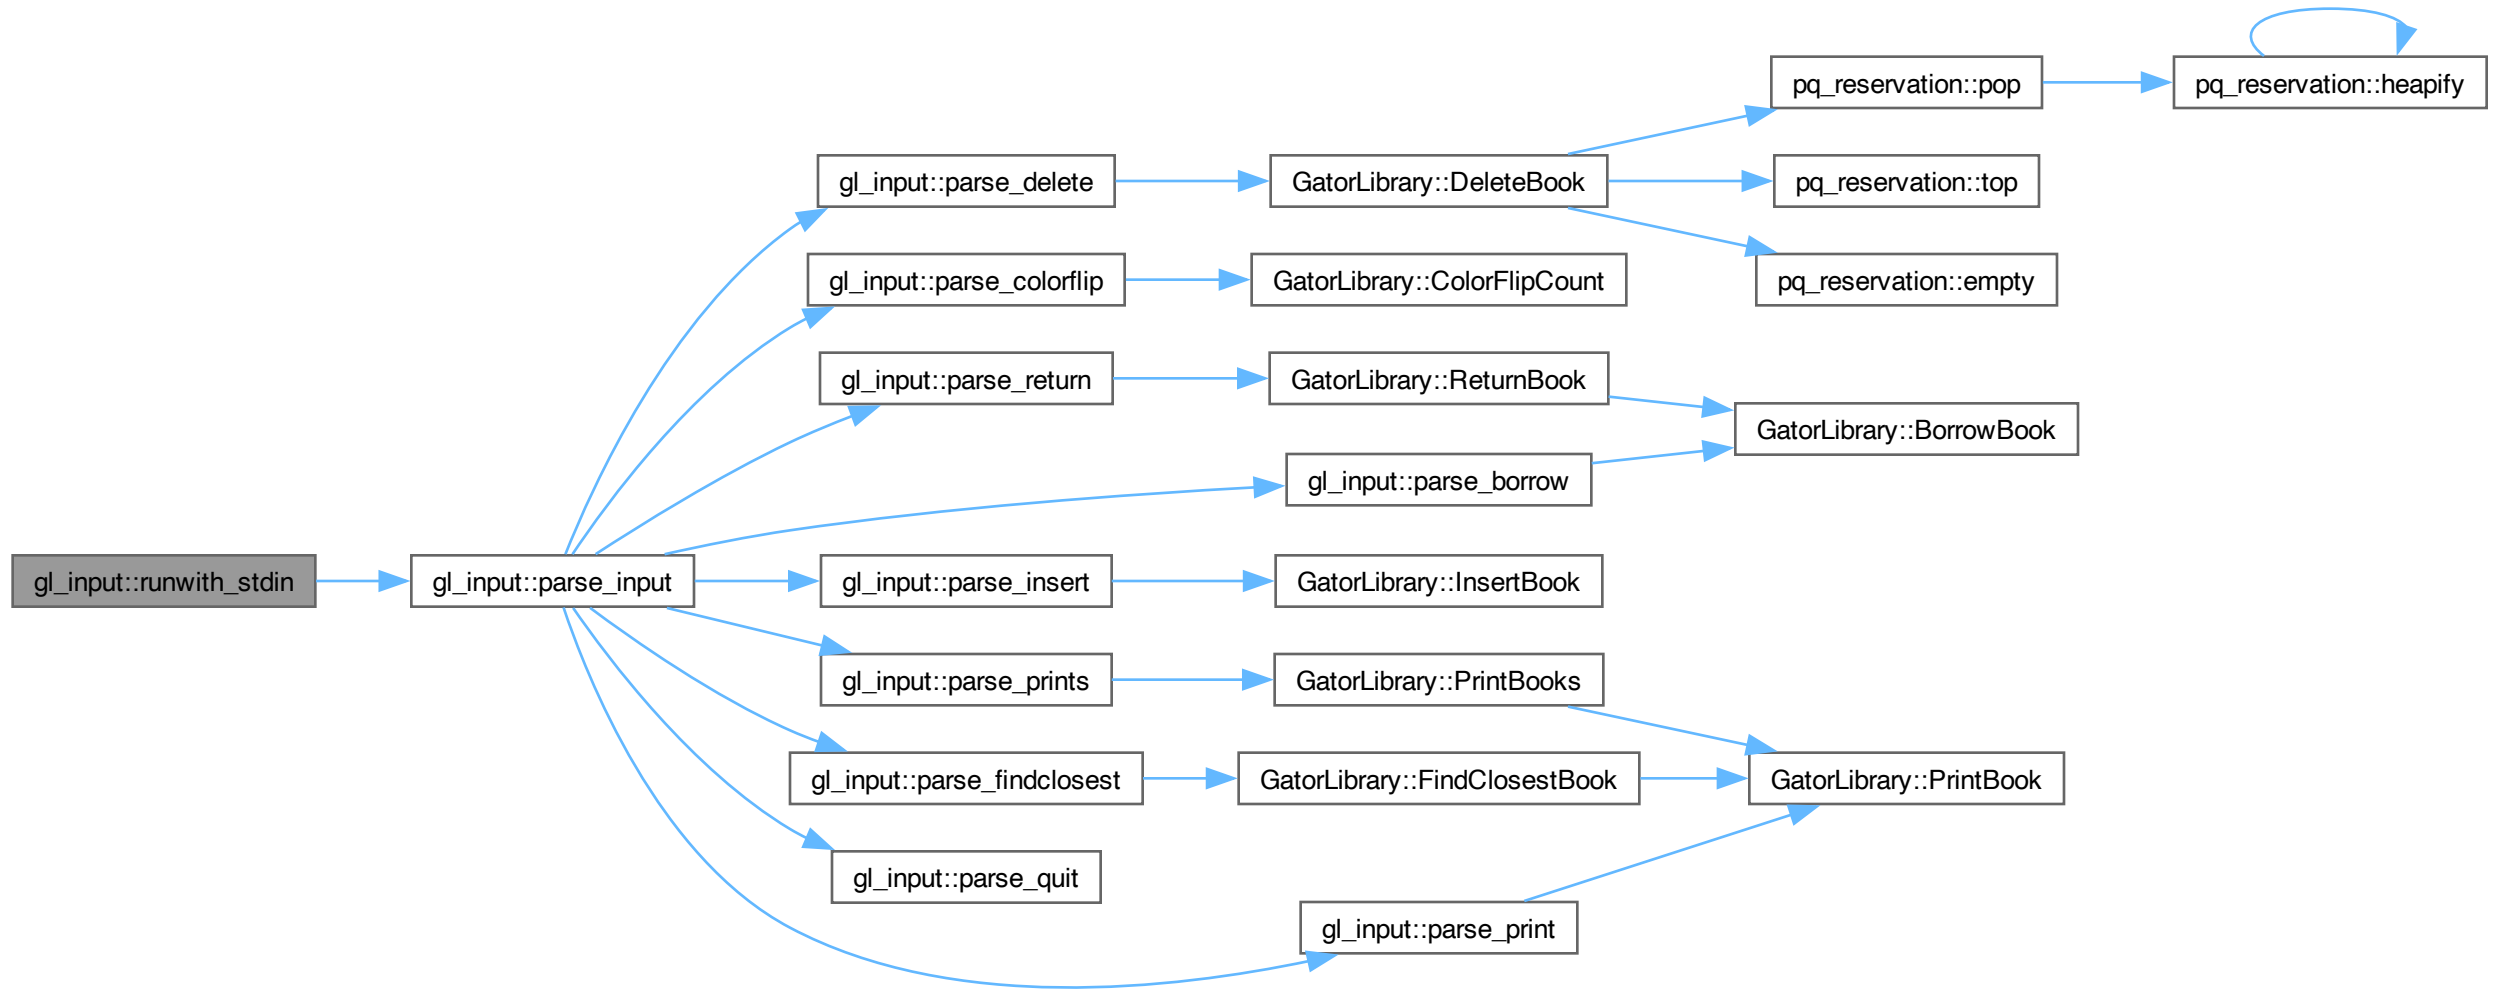 pq_reservation::pop
pq_reservation::heapify
gl_input::parse_delete
GatorLibrary::DeleteBook
pq_reservation::top
gl_input::parse_colorflip
GatorLibrary::ColorFlipCount
pq_reservation::empty
gl_input::parse_return
GatorLibrary::ReturnBook
GatorLibrary::BorrowBook
gl_input::parse_borrow
gl_input::runwith_stdin
gl_input::parse_input
gl_input::parse_insert
GatorLibrary::InsertBook
gl_input::parse_prints
GatorLibrary::PrintBooks
gl_input::parse_findclosest
GatorLibrary::FindClosestBook
GatorLibrary::PrintBook
gl_input::parse_quit
gl_input::parse_print